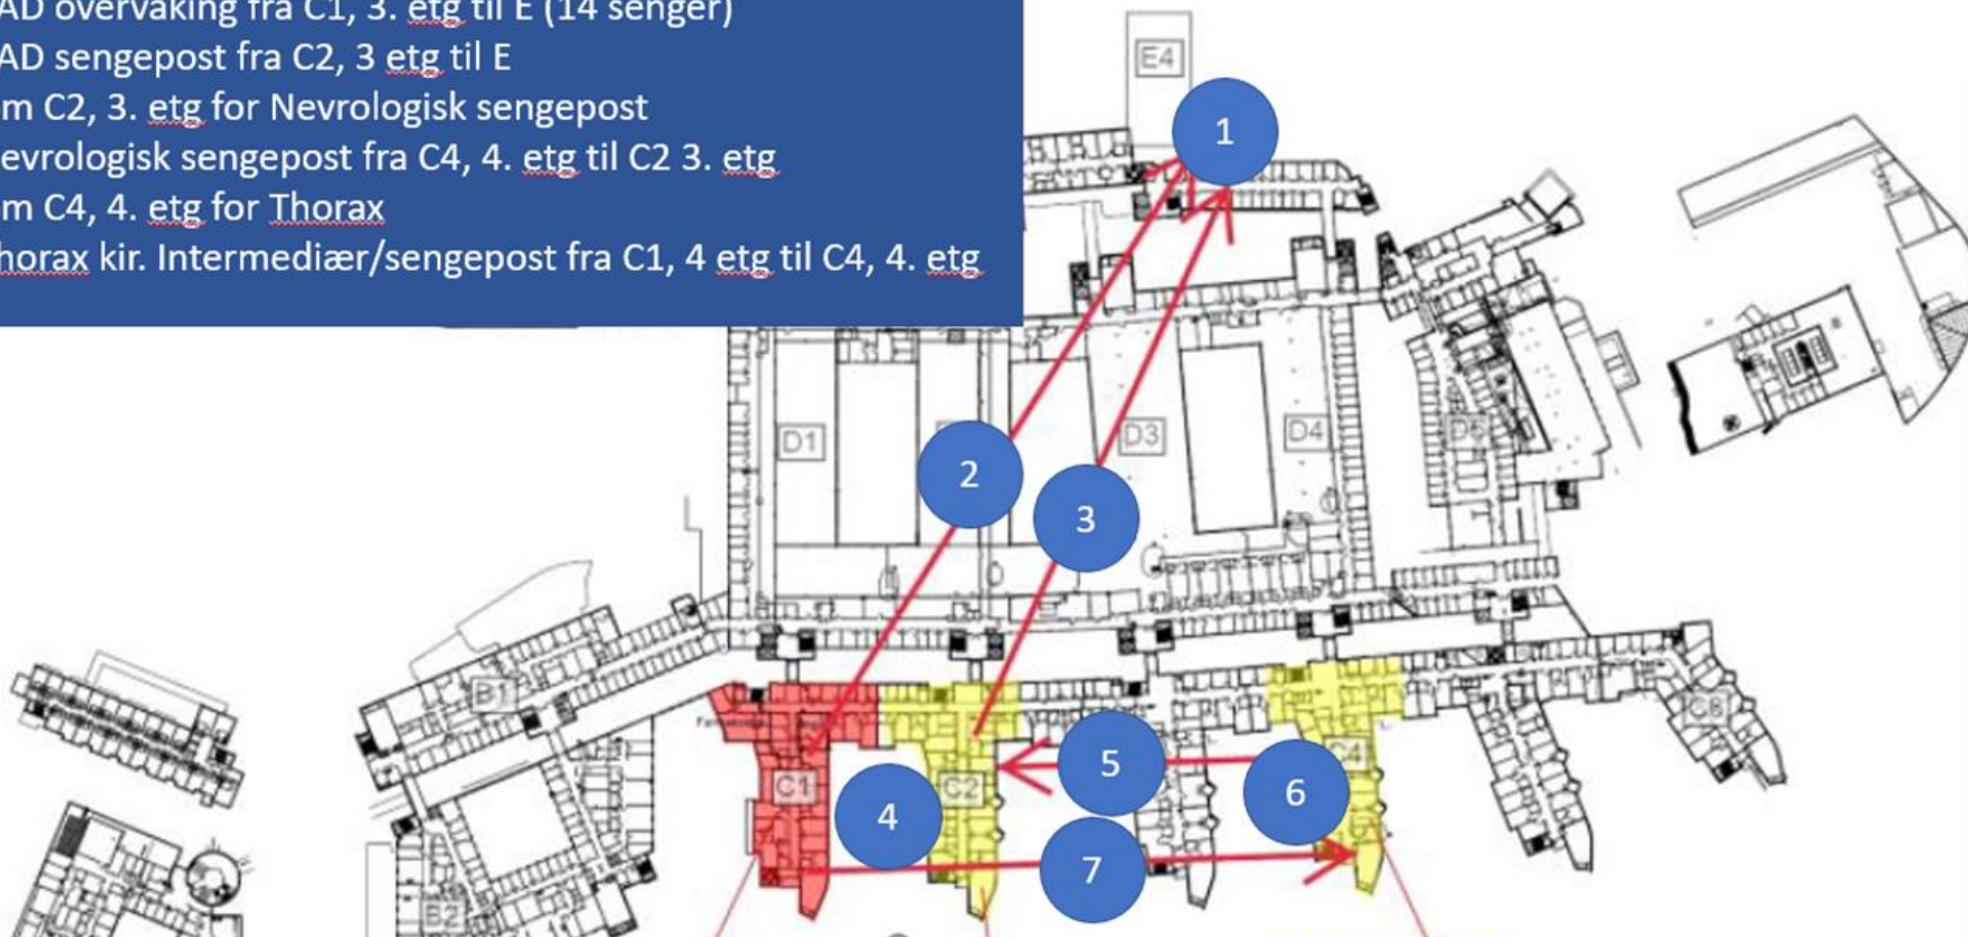 AD overvåking fra C1, 3. etg til E (14 senger)
AD sengepost fra C2, 3 etg til E
m C2, 3. etg for Nevrologisk sengepost
evrologisk sengepost fra C4, 4. etg til C2 3. etg
m C4, 4. etg for Thorax
horax kir. Intermediær/sengepost fra C1, 4 etg til C4, 4. etg
E4
1
D1
D3
D4
D5
2
3
B1
C1
C2
C4
C6
4
5
6
7
B2